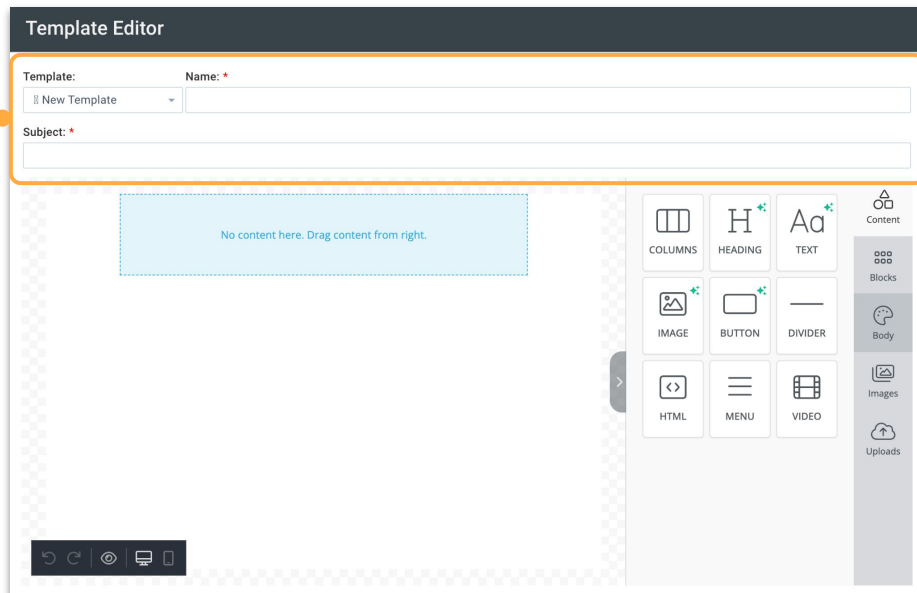 Template Editor
Template: Name: *
New Template
Subject: *
No content here. Drag content from right.
COLUMNS HEADING TEXT
IMAGE BUTTON DIVIDER
HTML MENU VIDEO
Content
Blocks
Body
Images
Uploads